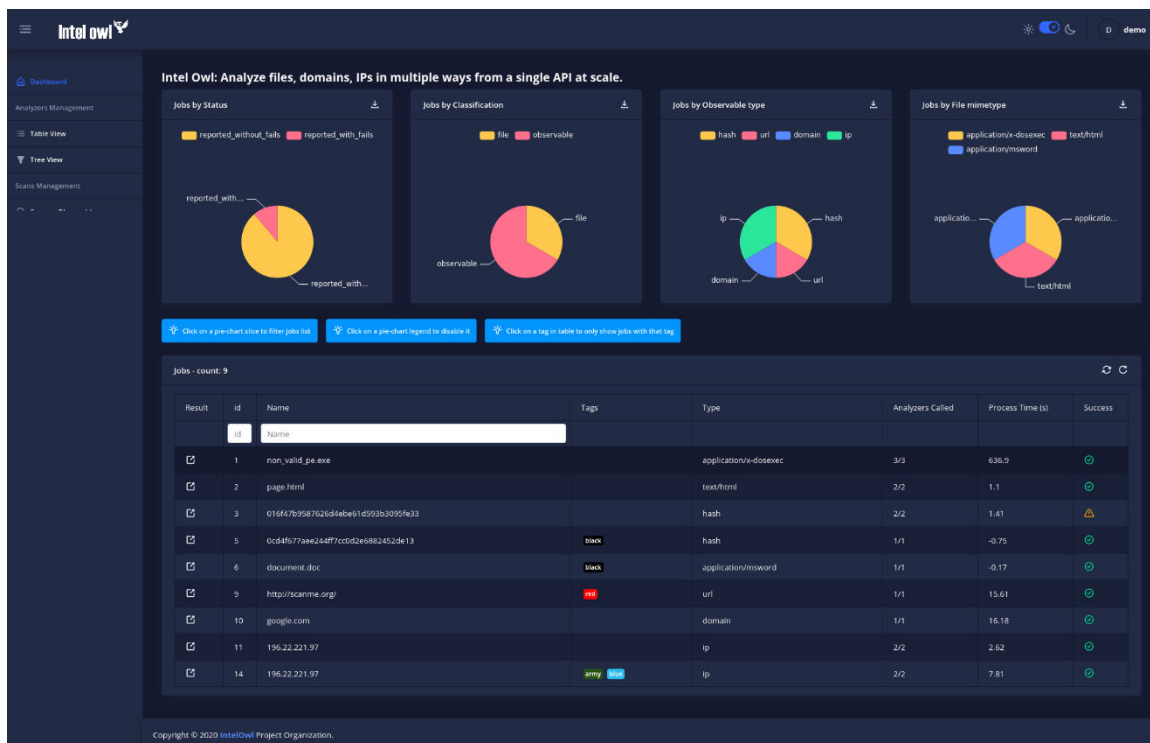 Intel owl
D demo
Dashboard
Analyzers Management
Table View
Tree View
Scans Management
Intel Owl: Analyze files, domains, IPs in multiple ways from a single API at scale.
Jobs by Status
reported_without_fails reported_with_fails
reported_with...
reported_with...
Jobs by Classification
file observable
file
observable
Jobs by Observable type
hash url domain ip
ip hash
domain url
Jobs by File mimetype
application/x-dosexec text/html
application/msword
applicatio... applicatio...
text/html
Click on a pie-chart slice to filter jobs list Click on a pie-chart legend to disable it Click on a tag in table to only show jobs with that tag
Jobs - count: 9
Result id Name Tags Type Analyzers Called Process Time (s) Success
id Name
1 non_valid_pe.exe application/x-dosexec 3/3 636.9
2 page.html text/html 2/2 1.1
3 016f47b9587626d4ebe61d593b3095fe33 hash 2/2 1.41
5 0cd4f677aee244ff7cc0d2e6882452de13 black hash 1/1 -0.75
6 document.doc black application/msword 1/1 -0.17
9 http://scanme.org/ red url 1/1 15.61
10 google.com domain 1/1 16.18
11 196.22.221.97 ip 2/2 2.62
14 196.22.221.97 army blue ip 2/2 7.81
Copyright © 2020 IntelOwl Project Organization.